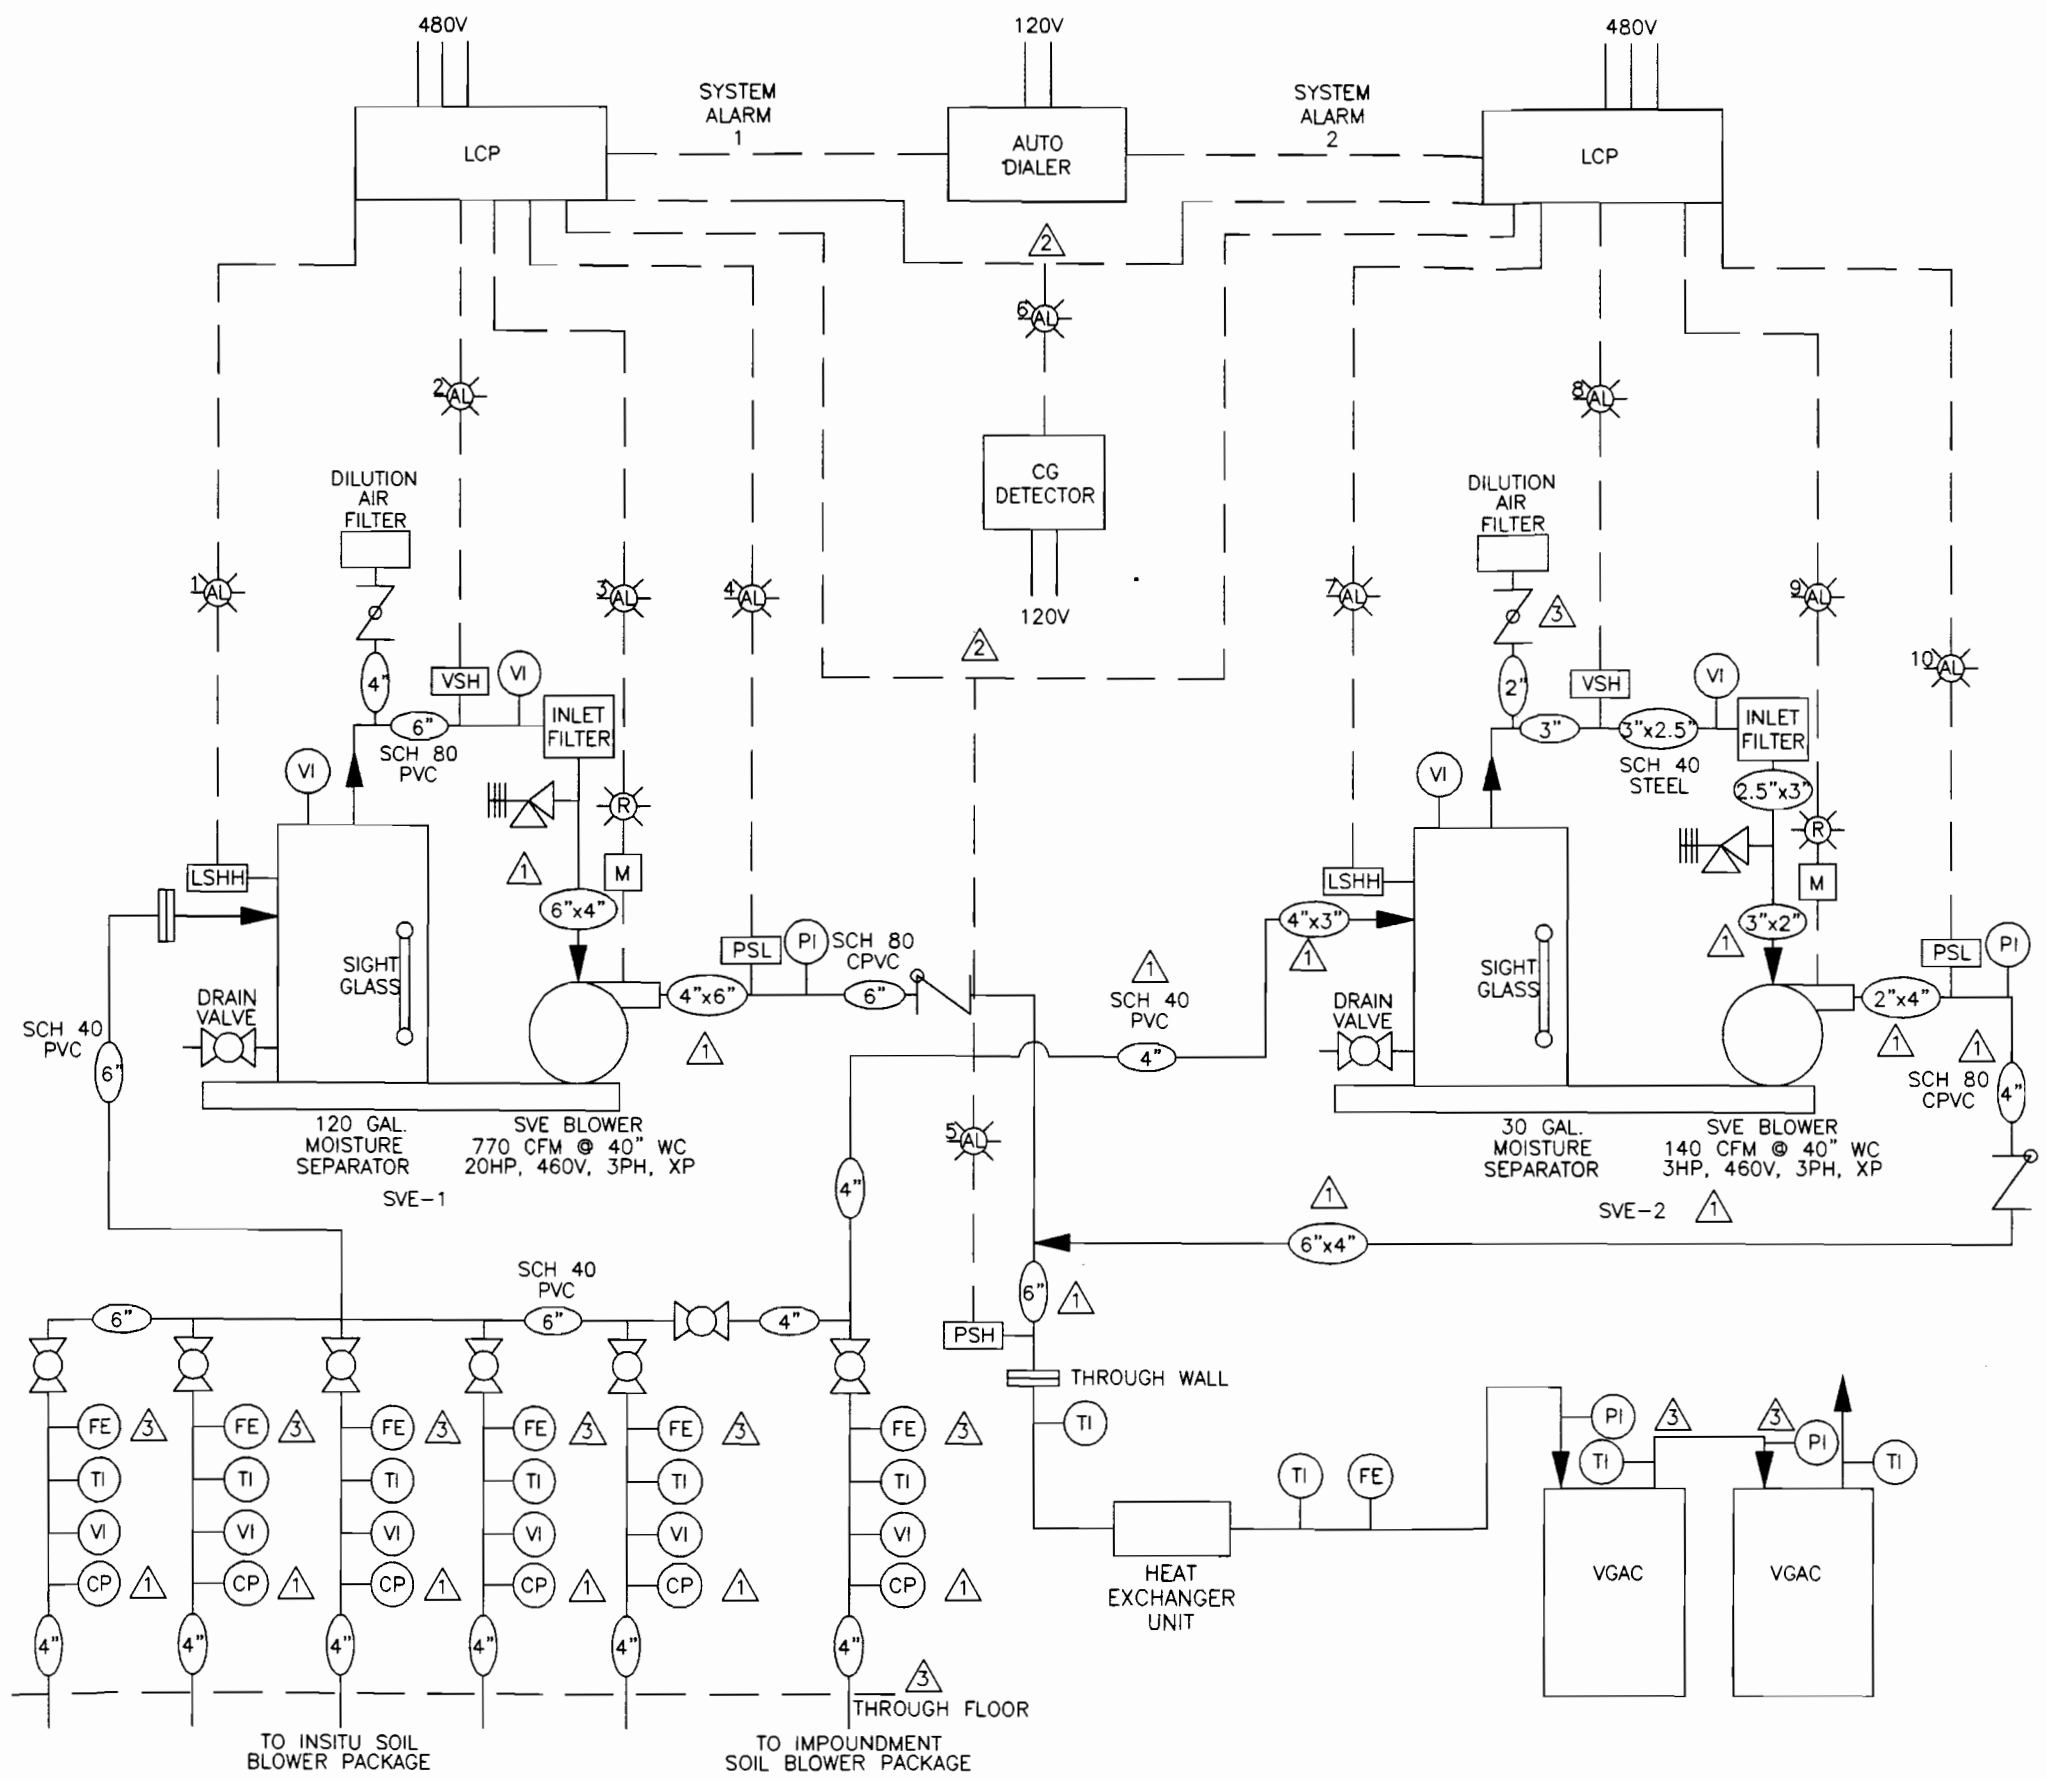 480V
120V
480V
SYSTEM
ALARM
1
SYSTEM
ALARM
2
LCP
AUTO
DIALER
LCP
2
6
AL
2
AL
8
AL
DILUTION
AIR
FILTER
CG
DETECTOR
DILUTION
AIR
FILTER
1
AL
3
AL
4
AL
120V
7
AL
3
9
AL
2
10
AL
4"
VSH
VI
2"
VSH
VI
6"
SCH 80
PVC
INLET
FILTER
3"
3"x2.5"
SCH 40
STEEL
INLET
FILTER
VI
VI
2.5"x3"
R
R
1
M
M
LSHH
LSHH
6"x4"
4"x3"
1
3"x2"
1
PSL
PI
SCH 80
CPVC
PSL
PI
SIGHT
GLASS
4"x6"
6"
1
SCH 40
PVC
SIGHT
GLASS
2"x4"
DRAIN
VALVE
DRAIN
VALVE
SCH 40
PVC
6"
1
4"
1
1
SCH 80
CPVC
4"
120 GAL.
MOISTURE
SEPARATOR
SVE BLOWER
770 CFM @ 40" WC
20HP, 460V, 3PH, XP
SVE-1
5
AL
30 GAL.
MOISTURE
SEPARATOR
SVE BLOWER
140 CFM @ 40" WC
3HP, 460V, 3PH, XP
SVE-2
1
4"
1
6"x4"
SCH 40
PVC
6"
1
6"
6"
4"
PSH
THROUGH WALL
TI
FE
3
FE
3
FE
3
FE
3
FE
3
FE
3
PI
3
3
PI
TI
TI
TI
TI
TI
TI
TI
TI
TI
FE
TI
VI
VI
VI
VI
VI
VI
CP
1
CP
1
CP
1
CP
1
CP
1
CP
1
HEAT
EXCHANGER
UNIT
VGAC
VGAC
4"
4"
4"
4"
4"
4"
3
THROUGH FLOOR
TO INSITU SOIL
BLOWER PACKAGE
TO IMPOUNDMENT
SOIL BLOWER PACKAGE